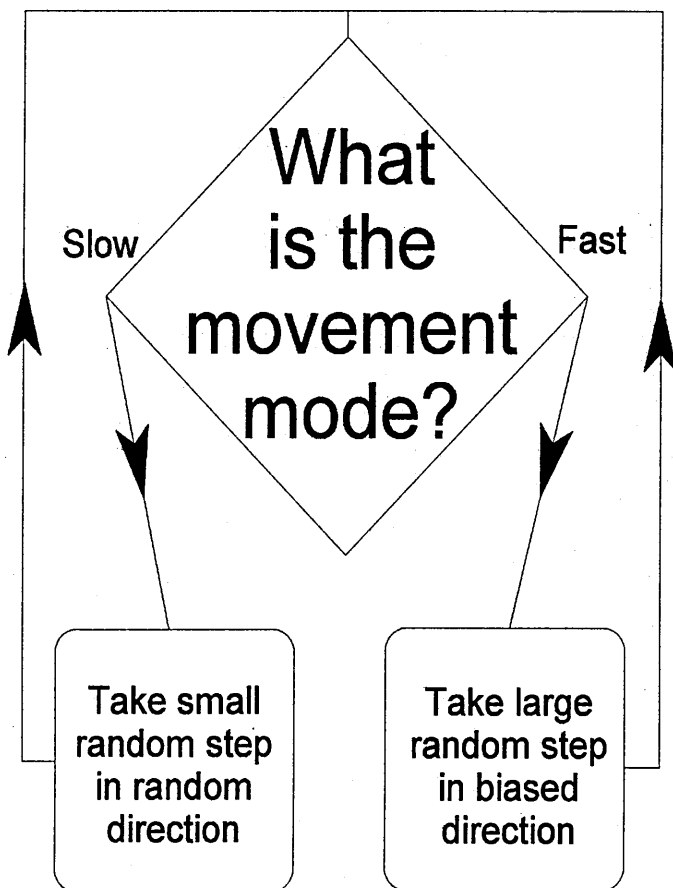 What
is the
movement
mode?
Slow
Fast
Take small
random step
in random
direction
Take large
random step
in biased
direction